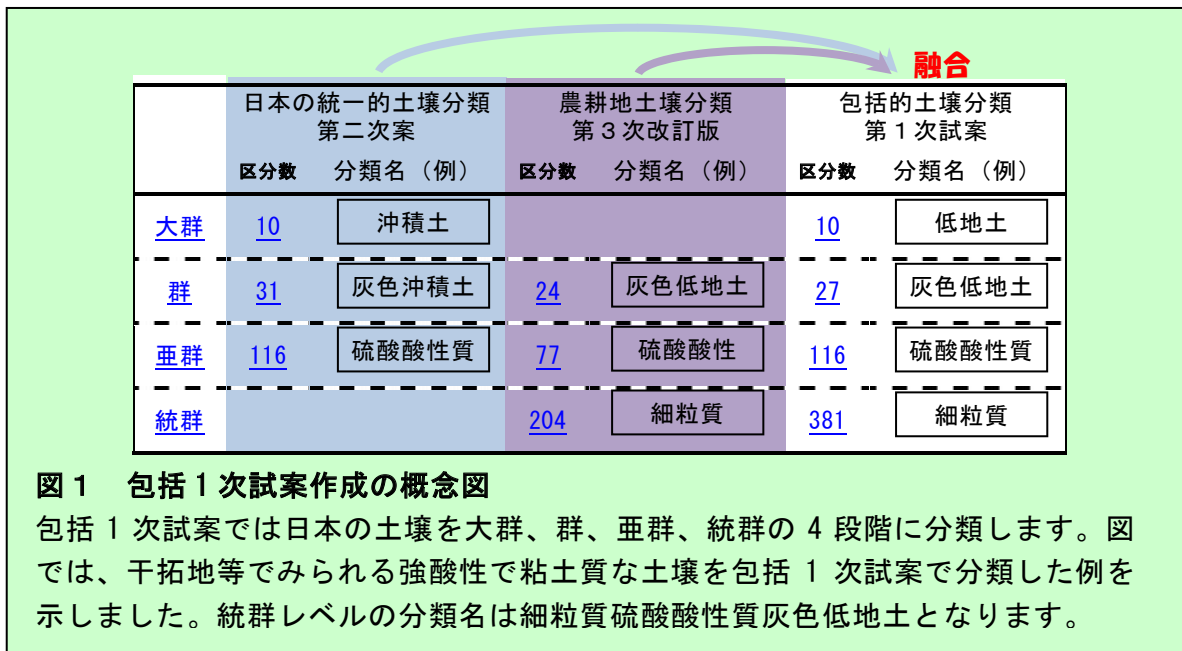 融合
日本の統一的土壌分類 農耕地土壌分類 包括的土壌分類
第二次案 第３次改訂版 第１次試案
区分数 分類名（例） 区分数 分類名（例） 区分数 分類名（例）
大群 10 沖積土 10 低地土
群 31 灰色沖積土 24 灰色低地土 27 灰色低地土
亜群 116 硫酸酸性質 77 硫酸酸性 116 硫酸酸性質
統群 204 細粒質 381 細粒質
図１ 包括１次試案作成の概念図
包括 1 次試案では日本の土壌を大群、群、亜群、統群の 4 段階に分類します。図
では、干拓地等でみられる強酸性で粘土質な土壌を包括 1 次試案で分類した例を
示しました。統群レベルの分類名は細粒質硫酸酸性質灰色低地土となります。